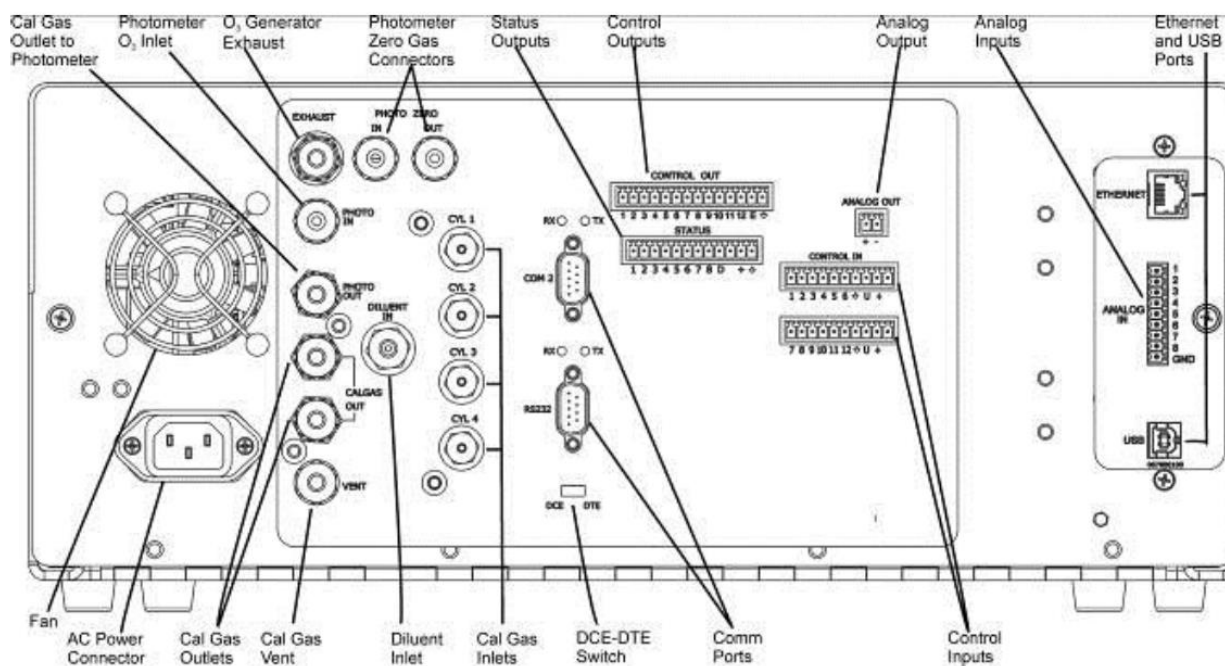 Cal Gas
Outlet to
Photometer
Photometer
O3 Inlet
O3 Generator
Exhaust
Photometer
Zero Gas
Connectors
Status
Outputs
Control
Outputs
Analog
Output
Analog
Inputs
Ethernet
and USB
Ports
EXHAUST
PHOTO ZERO
IN
OUT
CONTROL OUT
1 2 3 4 5 6 7 8 9 10 11 12 E
ANALOG OUT
+ -
ETHERNET
PHOTO
IN
CYL 1
RX
TX
STATUS
1 2 3 4 5 6 7 8 D +
CONTROL IN
1 2 3 4 5 6 U +
COM 2
PHOTO
OUT
DILUENT
IN
CYL 2
7 8 9 10 11 12 U +
ANALOG
IN
1
2
3
4
5
6
7
8
GND
CYL 3
RX
TX
CALGAS
OUT
RS232
CYL 4
USB
VENT
DCE
DTE
Fan
AC Power
Connector
Cal Gas
Outlets
Cal Gas
Vent
Diluent
Inlet
Cal Gas
Inlets
DCE-DTE
Switch
Comm
Ports
Control
Inputs